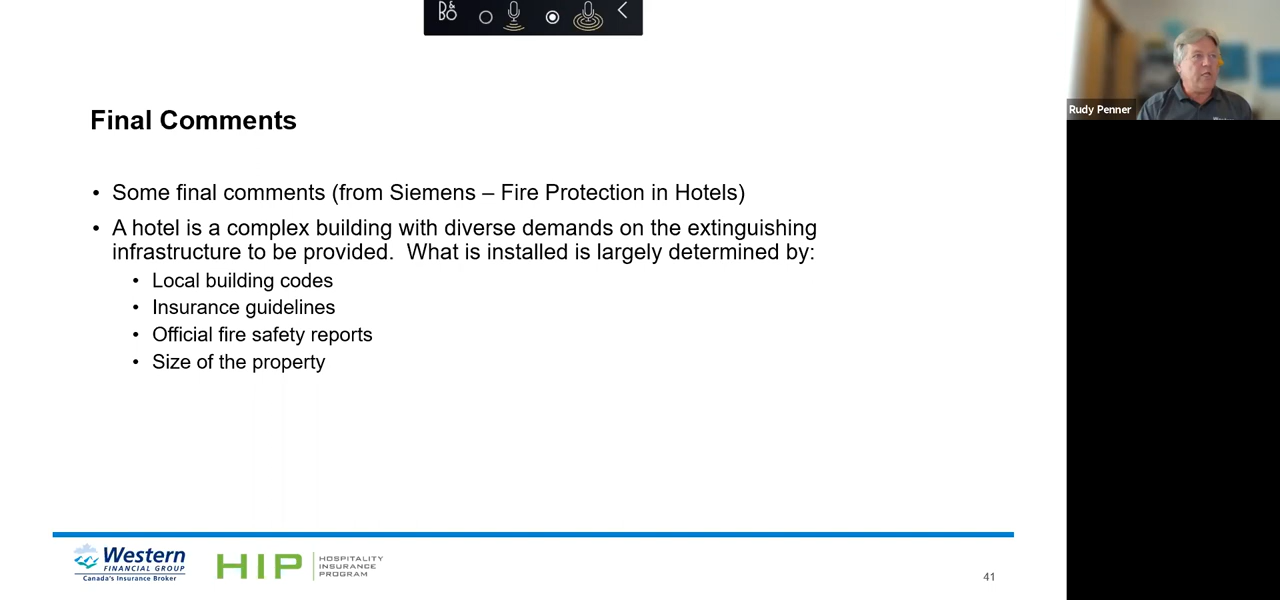 B&O
Rudy Penner
Final Comments
• Some final comments (from Siemens – Fire Protection in Hotels)
• A hotel is a complex building with diverse demands on the extinguishing
infrastructure to be provided.  What is installed is largely determined by:
• Local building codes
• Insurance guidelines
• Official fire safety reports
• Size of the property
Western
FINANCIAL GROUP
Canada's Insurance Broker
HIP
HOSPITALITY
INSURANCE
PROGRAM
41